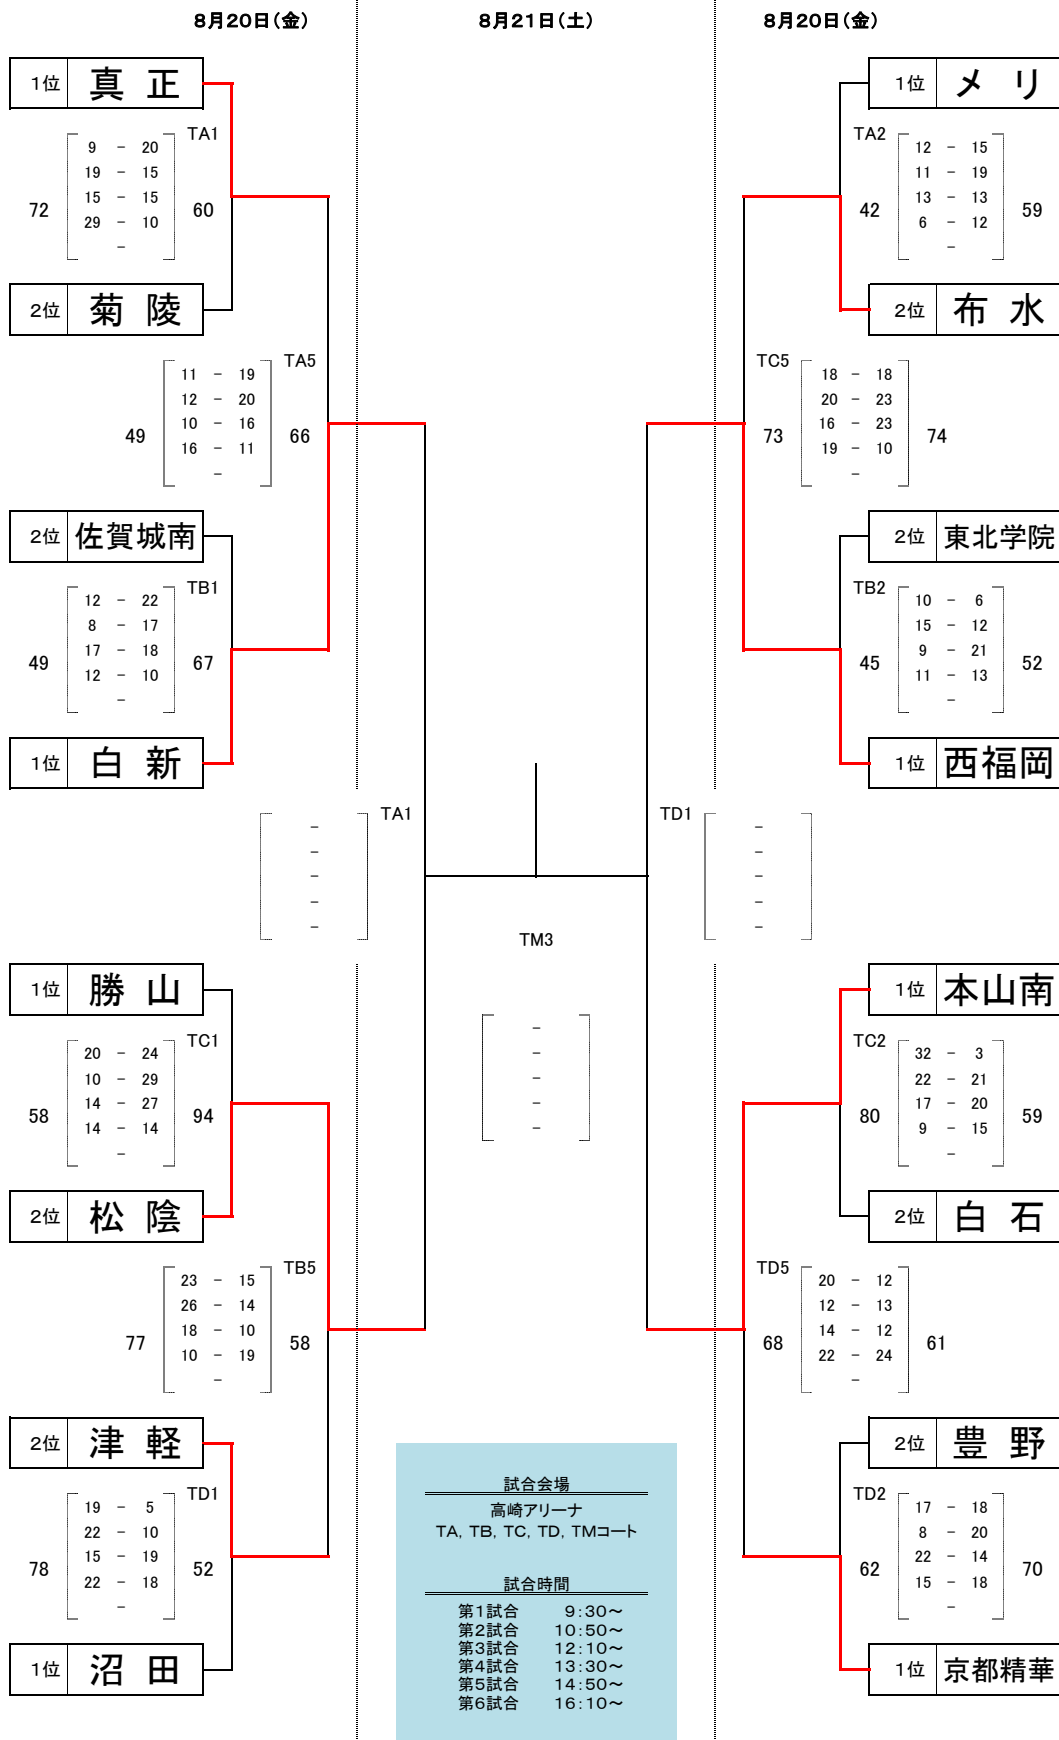 8月20日(金)
8月21日(土)
8月20日(金)
1位 真 正
TA1
9 - 20
19 - 15
15 - 15
29 - 10
-
72
60
2位 菊 陵
TA5
11 - 19
12 - 20
10 - 16
16 - 11
-
49
66
2位 佐賀城南
TB1
12 - 22
8 - 17
17 - 18
12 - 10
-
49
67
1位 白 新
TA1
-
-
-
-
-
1位 勝 山
TC1
20 - 24
10 - 29
14 - 27
14 - 14
-
58
94
2位 松 陰
TB5
23 - 15
26 - 14
18 - 10
10 - 19
-
77
58
2位 津 軽
TD1
19 - 5
22 - 10
15 - 19
22 - 18
-
78
52
1位 沼 田
TM3
-
-
-
-
-
試合会場
高崎アリーナ
TA, TB, TC, TD, TMコート
試合時間
第1試合 9:30~
第2試合 10:50~
第3試合 12:10~
第4試合 13:30~
第5試合 14:50~
第6試合 16:10~
1位 メ リ
TA2
12 - 15
11 - 19
13 - 13
6 - 12
-
42
59
2位 布 水
TC5
18 - 18
20 - 23
16 - 23
19 - 10
-
73
74
2位 東北学院
TB2
10 - 6
15 - 12
9 - 21
11 - 13
-
45
52
1位 西福岡
TD1
-
-
-
-
-
1位 本山南
TC2
32 - 3
22 - 21
17 - 20
9 - 15
-
80
59
2位 白 石
TD5
20 - 12
12 - 13
14 - 12
22 - 24
-
68
61
2位 豊 野
TD2
17 - 18
8 - 20
22 - 14
15 - 18
-
62
70
1位 京都精華